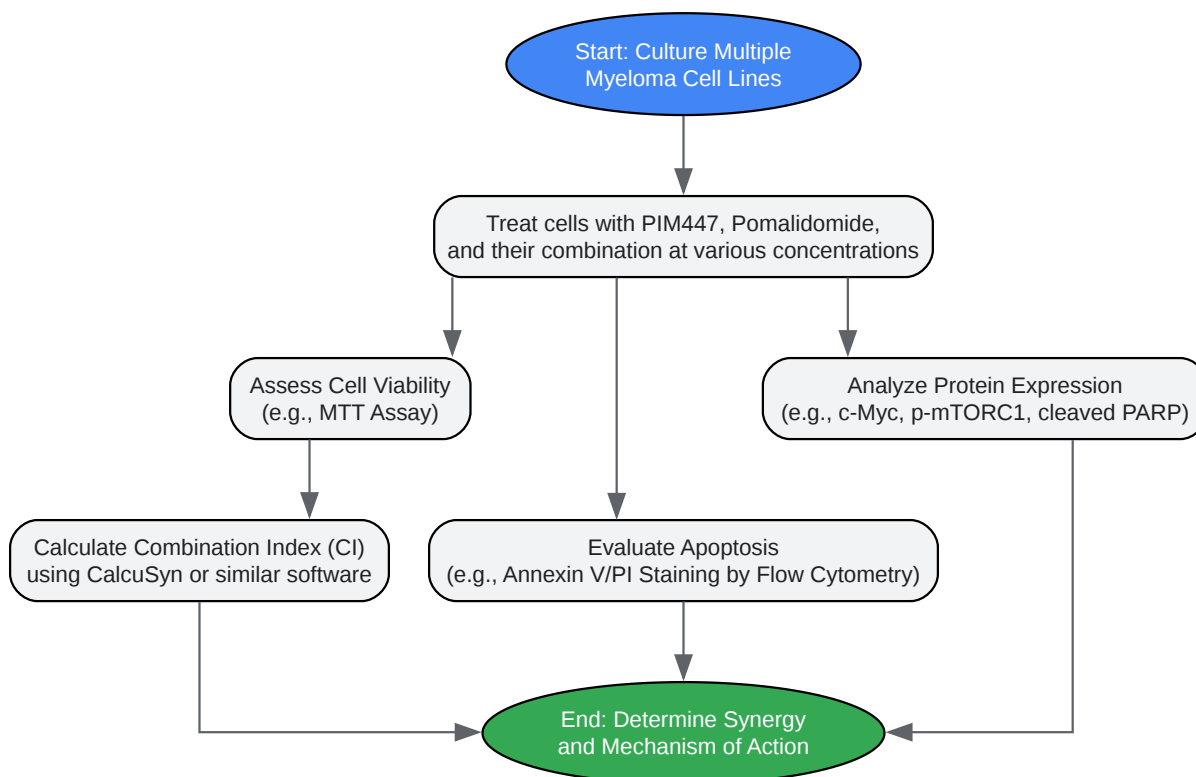 Start: Culture Multiple
Myeloma Cell Lines
Treat cells with PIM447, Pomalidomide,
and their combination at various concentrations
Assess Cell Viability
(e.g., MTT Assay)
Analyze Protein Expression
(e.g., c-Myc, p-mTORC1, cleaved PARP)
Calculate Combination Index (CI)
using CalcuSyn or similar software
Evaluate Apoptosis
(e.g., Annexin V/PI Staining by Flow Cytometry)
End: Determine Synergy
and Mechanism of Action